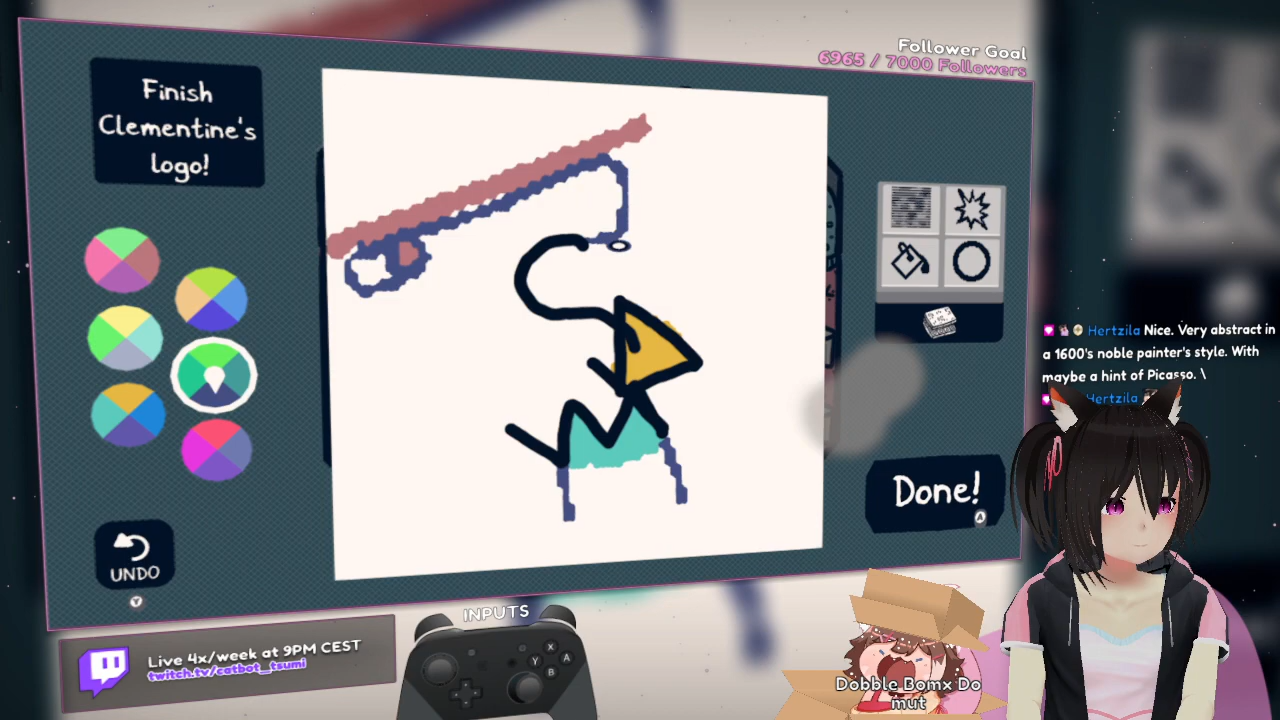 Follower Goal
6965 / 7000 Followers
Finish
Clementine's
logo!
Hertzila Nice. Very abstract in
a 1600's noble painter's style. With
maybe a hint of Picasso. \
Hertzila
Done!
A
UNDO
Y
INPUTS
X
Y A
B
Live 4x/week at 9PM CEST
twitch.tv/catbot_tsumi
Dobble Bomx Do
mut